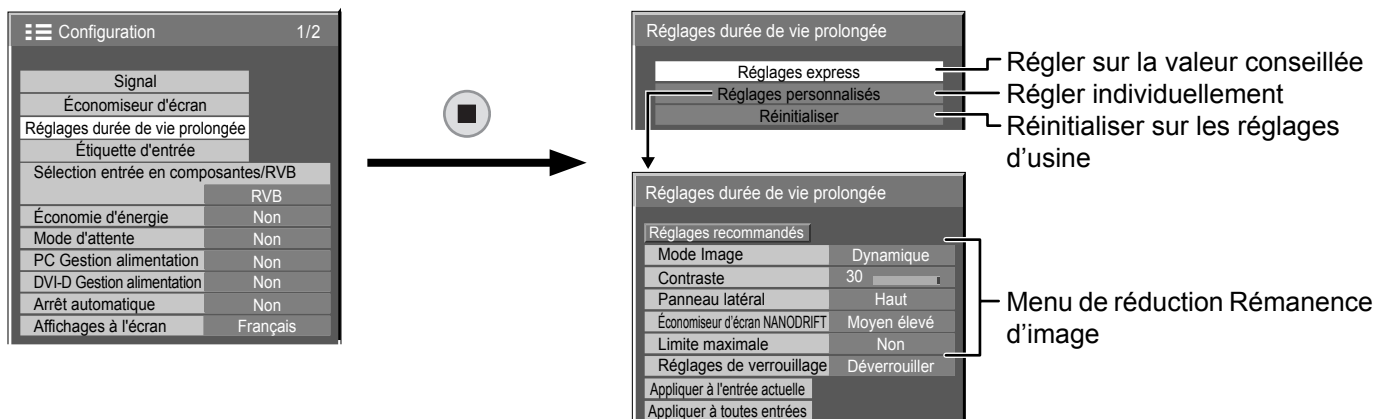 Configuration 1/2
Signal
Économiseur d'écran
Réglages durée de vie prolongée
Étiquette d'entrée
Sélection entrée en composantes/RVB
RVB
Économie d'énergie Non
Mode d'attente Non
PC Gestion alimentation Non
DVI-D Gestion alimentation Non
Arrêt automatique Non
Affichages à l'écran Français
Réglages durée de vie prolongée
Réglages express
Réglages personnalisés
Réinitialiser
Régler sur la valeur conseillée
Régler individuellement
Réinitialiser sur les réglages
d'usine
Réglages durée de vie prolongée
Réglages recommandés
Mode Image Dynamique
Contraste 30
Panneau latéral Haut
Économiseur d'écran NANODRIFT Moyen élevé
Limite maximale Non
Réglages de verrouillage Déverrouiller
Appliquer à l'entrée actuelle
Appliquer à toutes entrées
Menu de réduction Rémanence
d'image